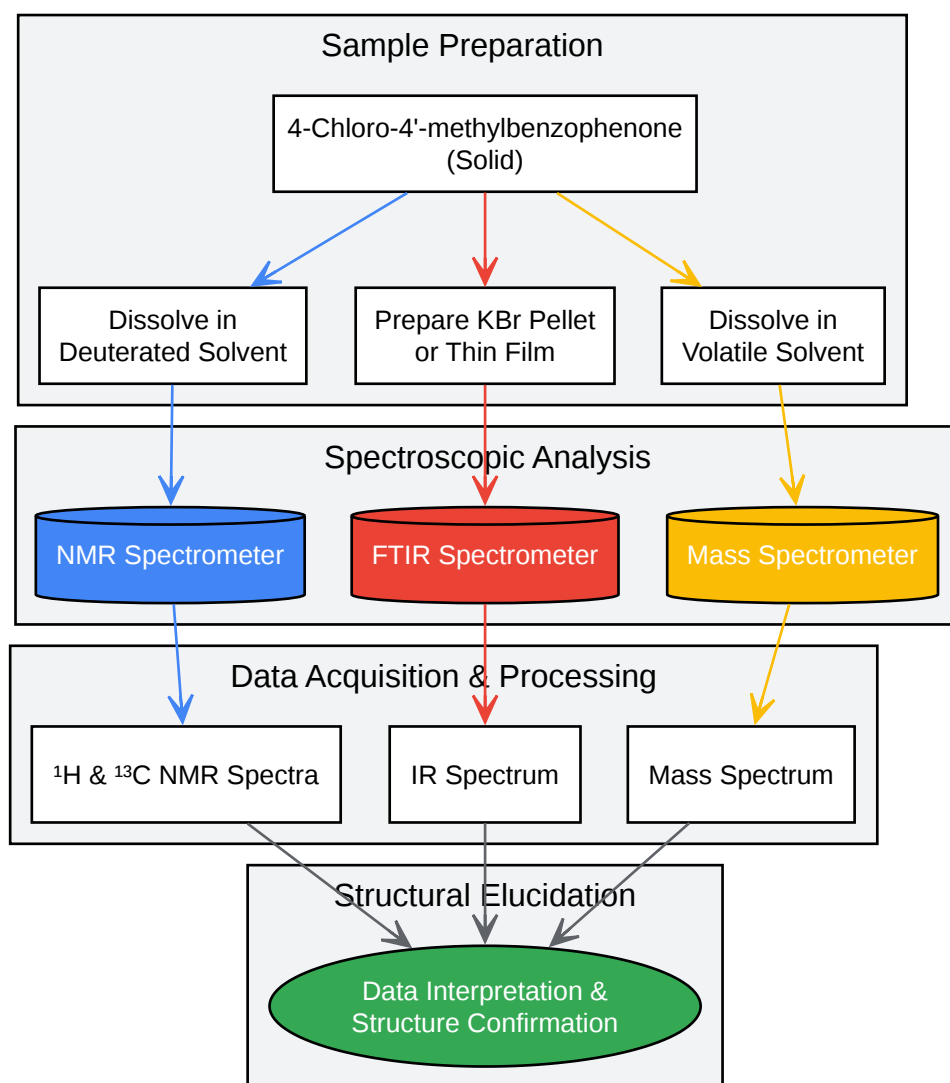 Sample Preparation
4-Chloro-4'-methylbenzophenone
(Solid)
Dissolve in
Deuterated Solvent
Prepare KBr Pellet
or Thin Film
Dissolve in
Volatile Solvent
Spectroscopic Analysis
NMR Spectrometer
FTIR Spectrometer
Mass Spectrometer
Data Acquisition & Processing
¹H & ¹³C NMR Spectra
IR Spectrum
Mass Spectrum
Structural Elucidation
Data Interpretation &
Structure Confirmation